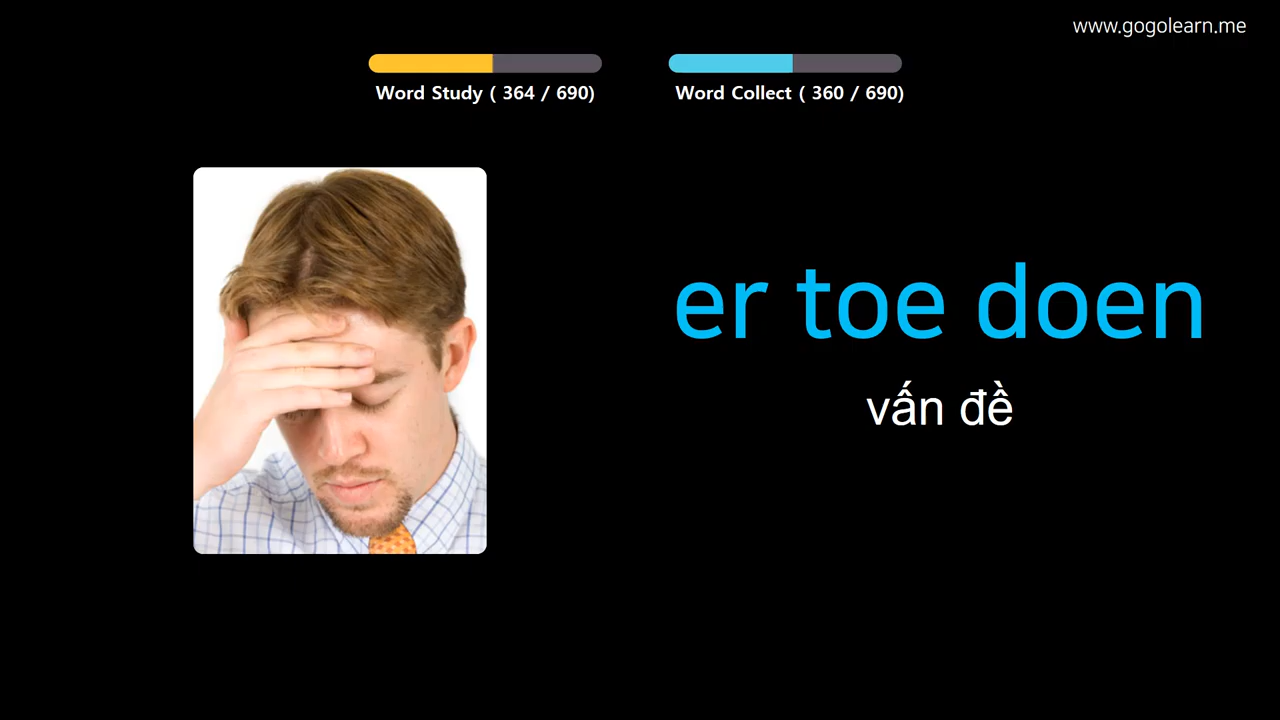 www.gogolearn.me
Word Study ( 364 / 690)
Word Collect ( 360 / 690)
er toe doen
vấn đề